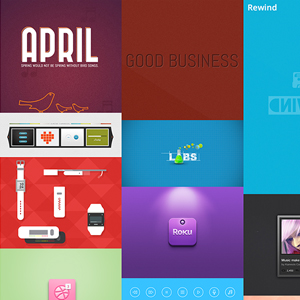 APRIL
SPRING WOULD NOT BE SPRING WITHOUT BIRD SONGS.
GOOD BUSINESS
Rewind
LABS
ROKU